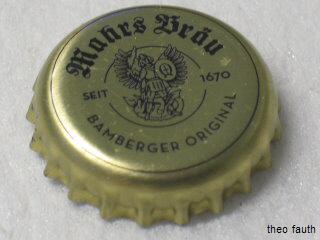 Mahrs Bräu
SEIT 1670
BAMBERGER ORIGINAL
theo fauth